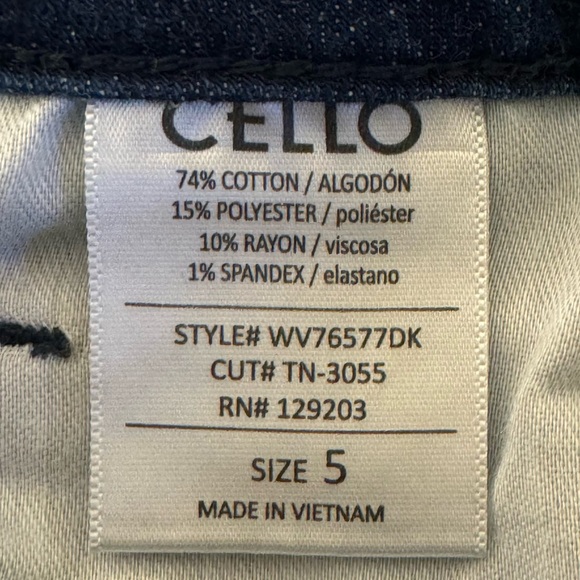 CELLO
74% COTTON / ALGODÓN
15% POLYESTER / poliéster
10% RAYON / viscosa
1% SPANDEX / elastano
STYLE# WV76577DK
CUT# TN-3055
RN# 129203
SIZE 5
MADE IN VIETNAM